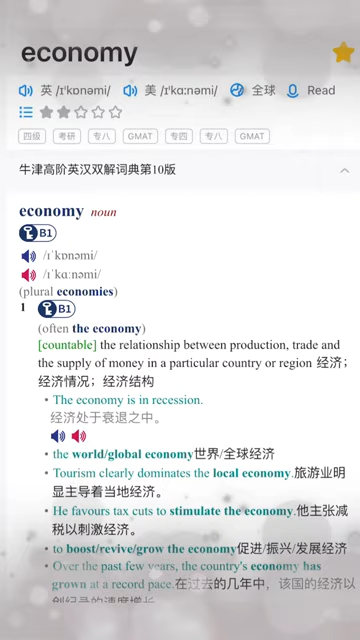 economy
英 /ɪˈkɒnəmi/ 美 /ɪˈkɑːnəmi/ 全球 Read
四级 考研 专八 GMAT 专四 专八 GMAT
牛津高阶英汉双解词典第10版
economy noun
B1
/ɪˈkɒnəmi/
/ɪˈkɑːnəmi/
(plural economies)
1 B1
(often the economy)
[countable] the relationship between production, trade and
the supply of money in a particular country or region 经济；
经济情况；经济结构
• The economy is in recession.
经济处于衰退之中。
• the world/global economy世界/全球经济
• Tourism clearly dominates the local economy.旅游业明
显主导着当地经济。
• He favours tax cuts to stimulate the economy.他主张减
税以刺激经济。
• to boost/revive/grow the economy促进/振兴/发展经济
• Over the past few years, the country's economy has
grown at a record pace.在过去的几年中，该国的经济以
创纪录的速度增长